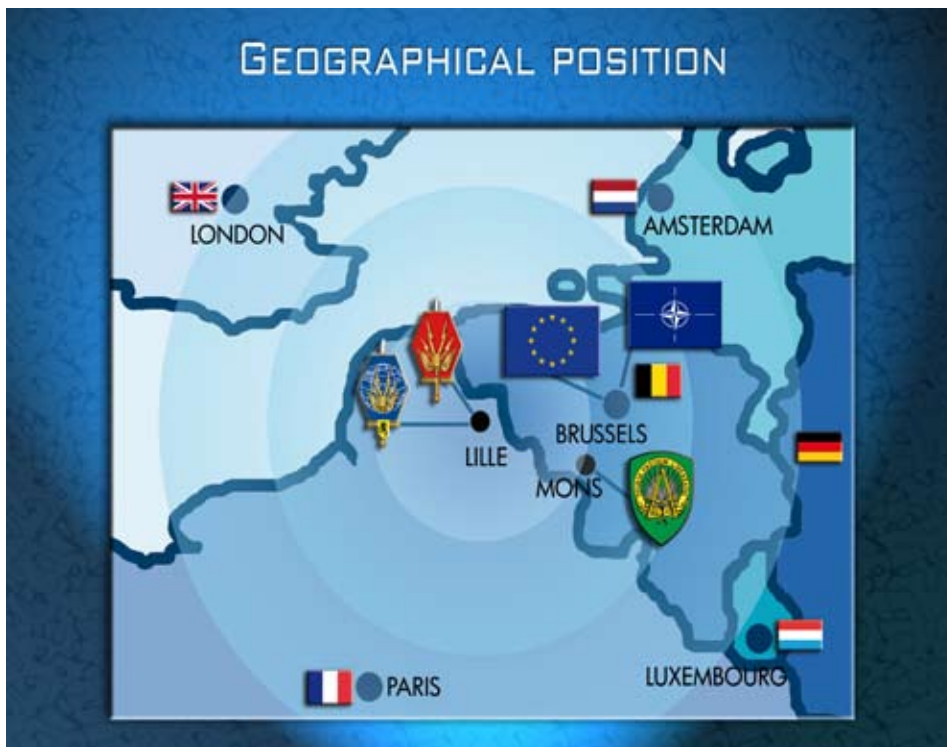 GEOGRAPHICAL POSITION
LONDON
AMSTERDAM
BRUSSELS
LILLE
MONS
LUXEMBOURG
PARIS